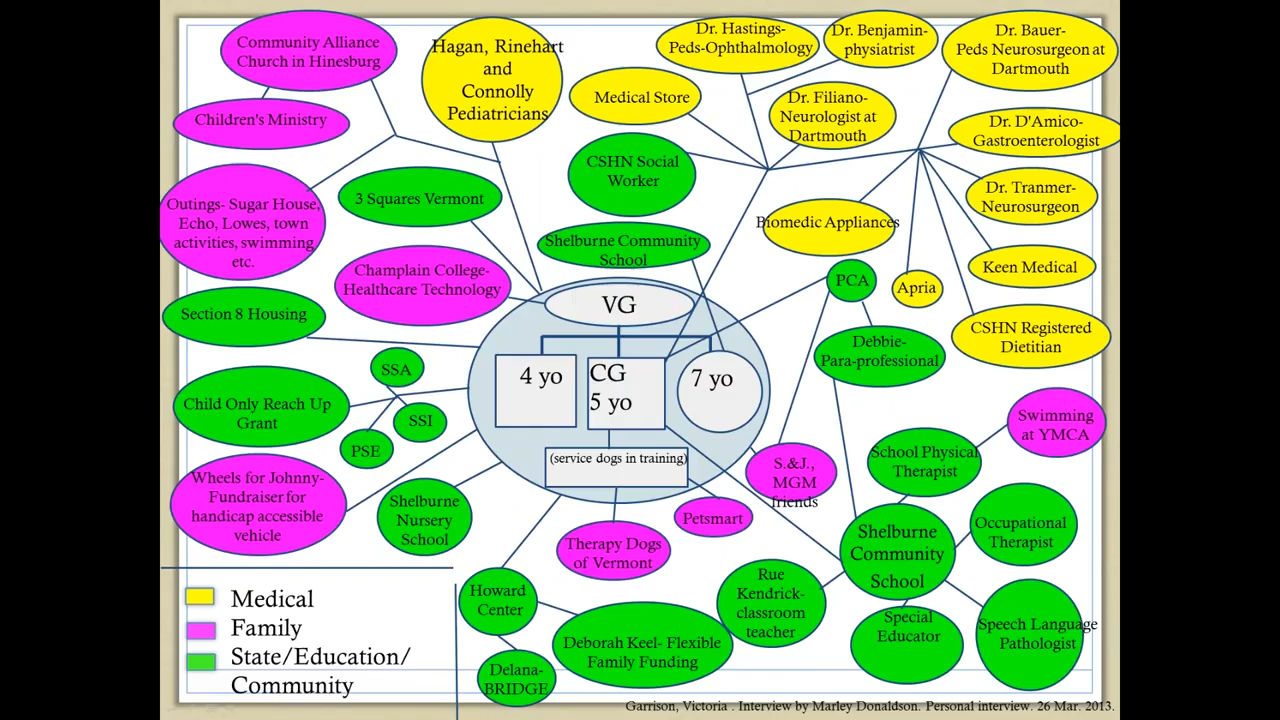 Community Alliance
Church in Hinesburg
Hagan, Rinehart
and
Connolly
Pediatricians
Dr. Hastings-
Peds-Ophthalmology
Dr. Benjamin-
physiatrist
Dr. Bauer-
Peds Neurosurgeon at
Dartmouth
Children's Ministry
Medical Store
Dr. Filiano-
Neurologist at
Dartmouth
Dr. D'Amico-
Gastroenterologist
CSHN Social
Worker
Outings- Sugar House,
Echo, Lowes, town
activities, swimming
etc.
3 Squares Vermont
Dr. Tranmer-
Neurosurgeon
Biomedic Appliances
Shelburne Community
School
Champlain College-
Healthcare Technology
PCA
Apria
Keen Medical
Section 8 Housing
VG
CSHN Registered
Dietitian
Debbie-
Para-professional
SSA
4 yo
CG
5 yo
7 yo
Child Only Reach Up
Grant
SSI
PSE
Swimming
at YMCA
(service dogs in training)
S.&J.,
MGM
friends
School Physical
Therapist
Wheels for Johnny-
Fundraiser for
handicap accessible
vehicle
Shelburne
Nursery
School
Petsmart
Therapy Dogs
of Vermont
Shelburne
Community
School
Occupational
Therapist
Howard
Center
Rue
Kendrick-
classroom
teacher
Deborah Keel- Flexible
Family Funding
Special
Educator
Speech Language
Pathologist
Delana-
BRIDGE
Medical
Family
State/Education/
Community
Garrison, Victoria . Interview by Marley Donaldson. Personal interview. 26 Mar. 2013.